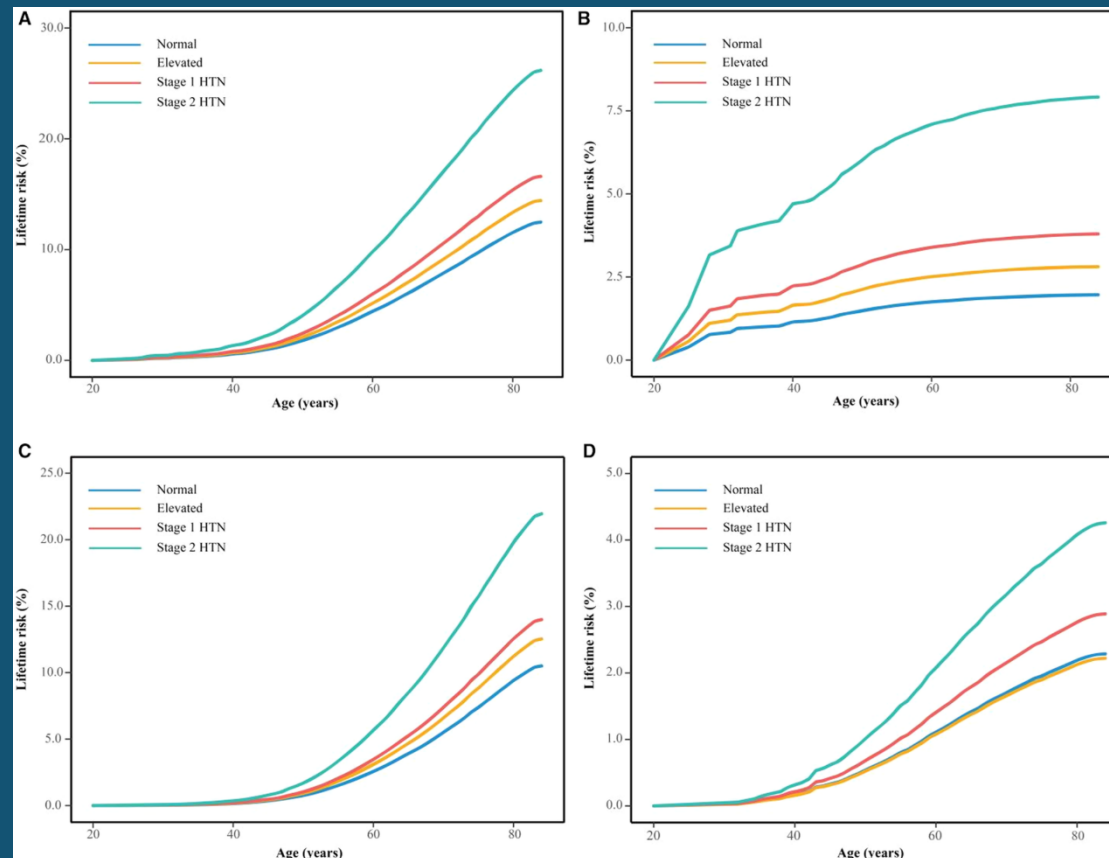 A
30.0
20.0
10.0
0.0
Lifetime risk (%)
Normal
Elevated
Stage 1 HTN
Stage 2 HTN
20 40 60 80
Age (years)
B
10.0
7.5
5.0
2.5
0.0
Lifetime risk (%)
Normal
Elevated
Stage 1 HTN
Stage 2 HTN
20 40 60 80
Age (years)
C
25.0
20.0
15.0
10.0
5.0
0.0
Lifetime risk (%)
Normal
Elevated
Stage 1 HTN
Stage 2 HTN
20 40 60 80
Age (years)
D
5.0
4.0
3.0
2.0
1.0
0.0
Lifetime risk (%)
Normal
Elevated
Stage 1 HTN
Stage 2 HTN
20 40 60 80
Age (years)